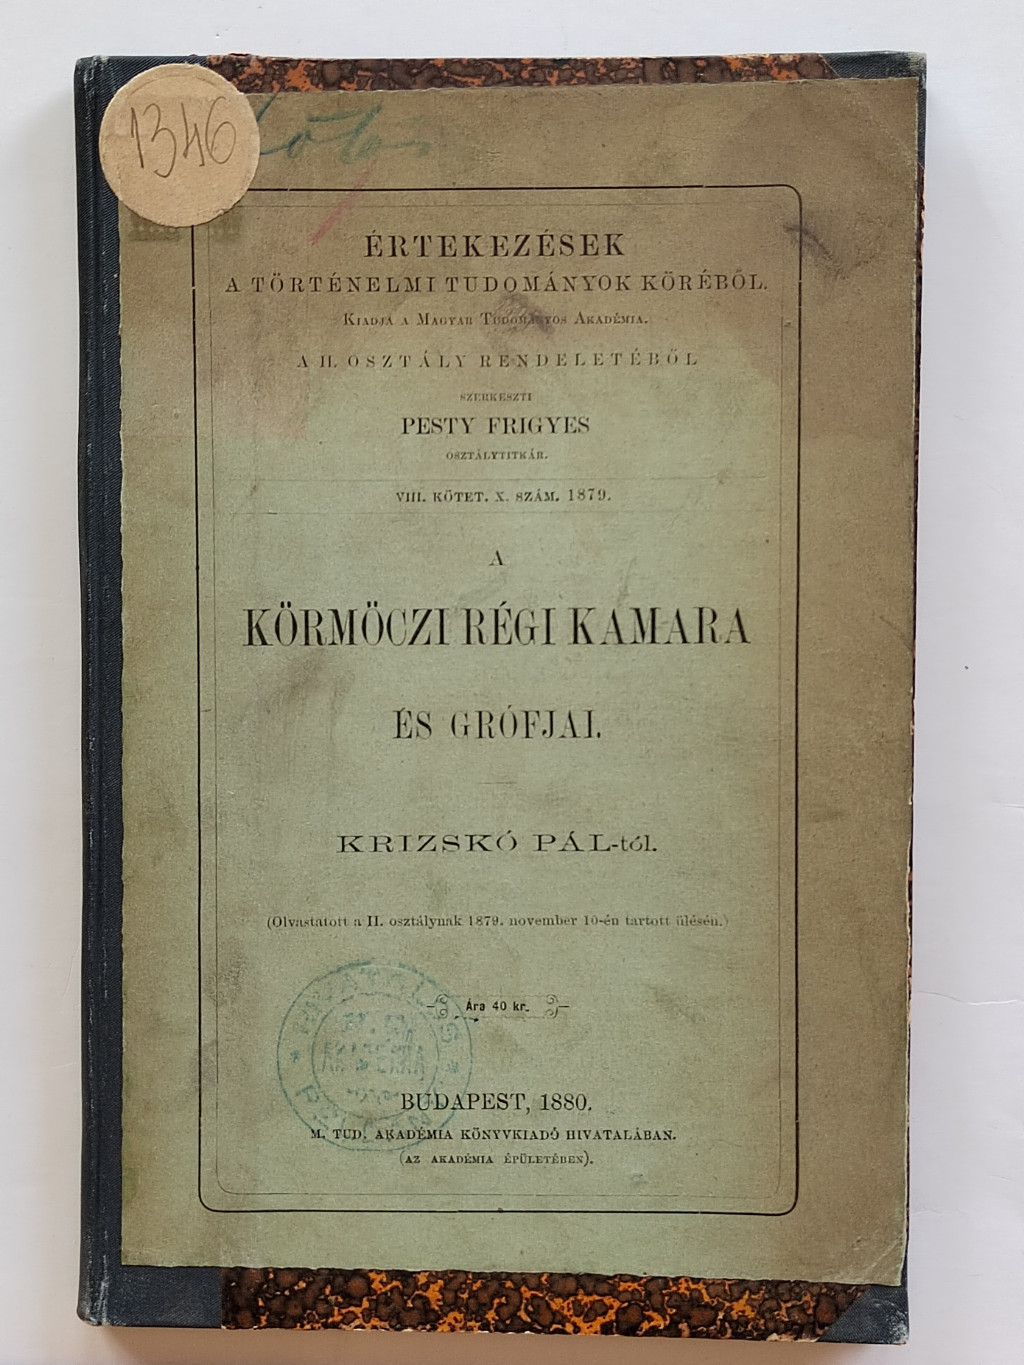 1346
ÉRTEKEZÉSEK
A TÖRTÉNELMI TUDOMÁNYOK KÖRÉBŐL.
KIADJA A MAGYAR TUDOMÁNYOS AKADÉMIA.
A II. OSZTÁLY RENDELETÉBŐL
SZERKESZTI
PESTY FRIGYES
OSZTÁLYTITKÁR.
VIII. KÖTET. X. SZÁM. 1879.
A
KÖRMÖCZI RÉGI KAMARA
ÉS GRÓFJAI.
KRIZSKÓ PÁL-tól.
(Olvastatott a II. osztálynak 1879. november 10-én tartott ülésén.)
Ára 40 kr.
BUDAPEST, 1880.
M. TUD. AKADÉMIA KÖNYVKIADÓ HIVATALÁBAN.
(AZ AKADÉMIA ÉPÜLETÉBEN).